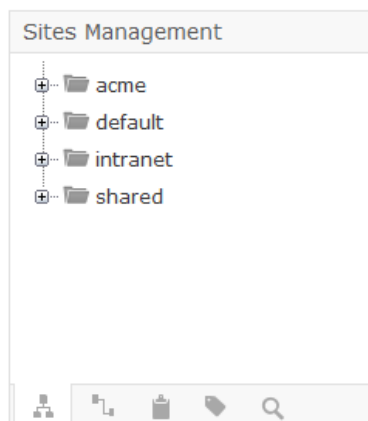 Sites Management
acme
default
intranet
shared